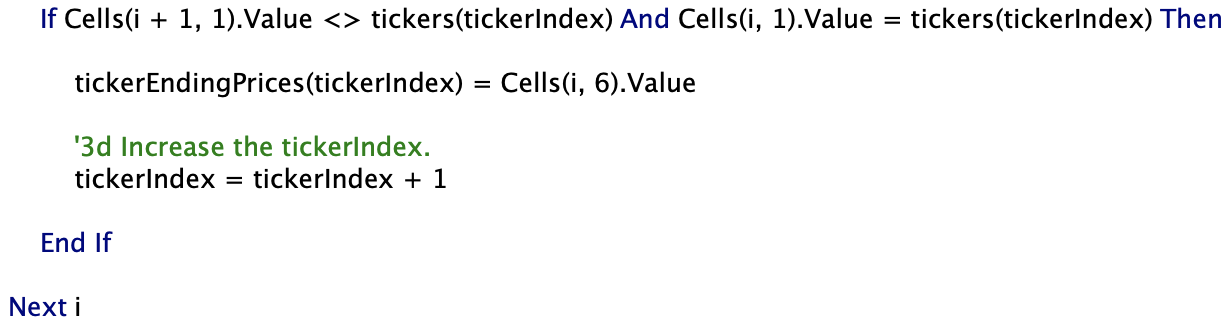 If Cells(i + 1, 1).Value <> tickers(tickerIndex) And Cells(i, 1).Value = tickers(tickerIndex) Then
tickerEndingPrices(tickerIndex) = Cells(i, 6).Value
'3d Increase the tickerIndex.
tickerIndex = tickerIndex + 1
End If
Next i